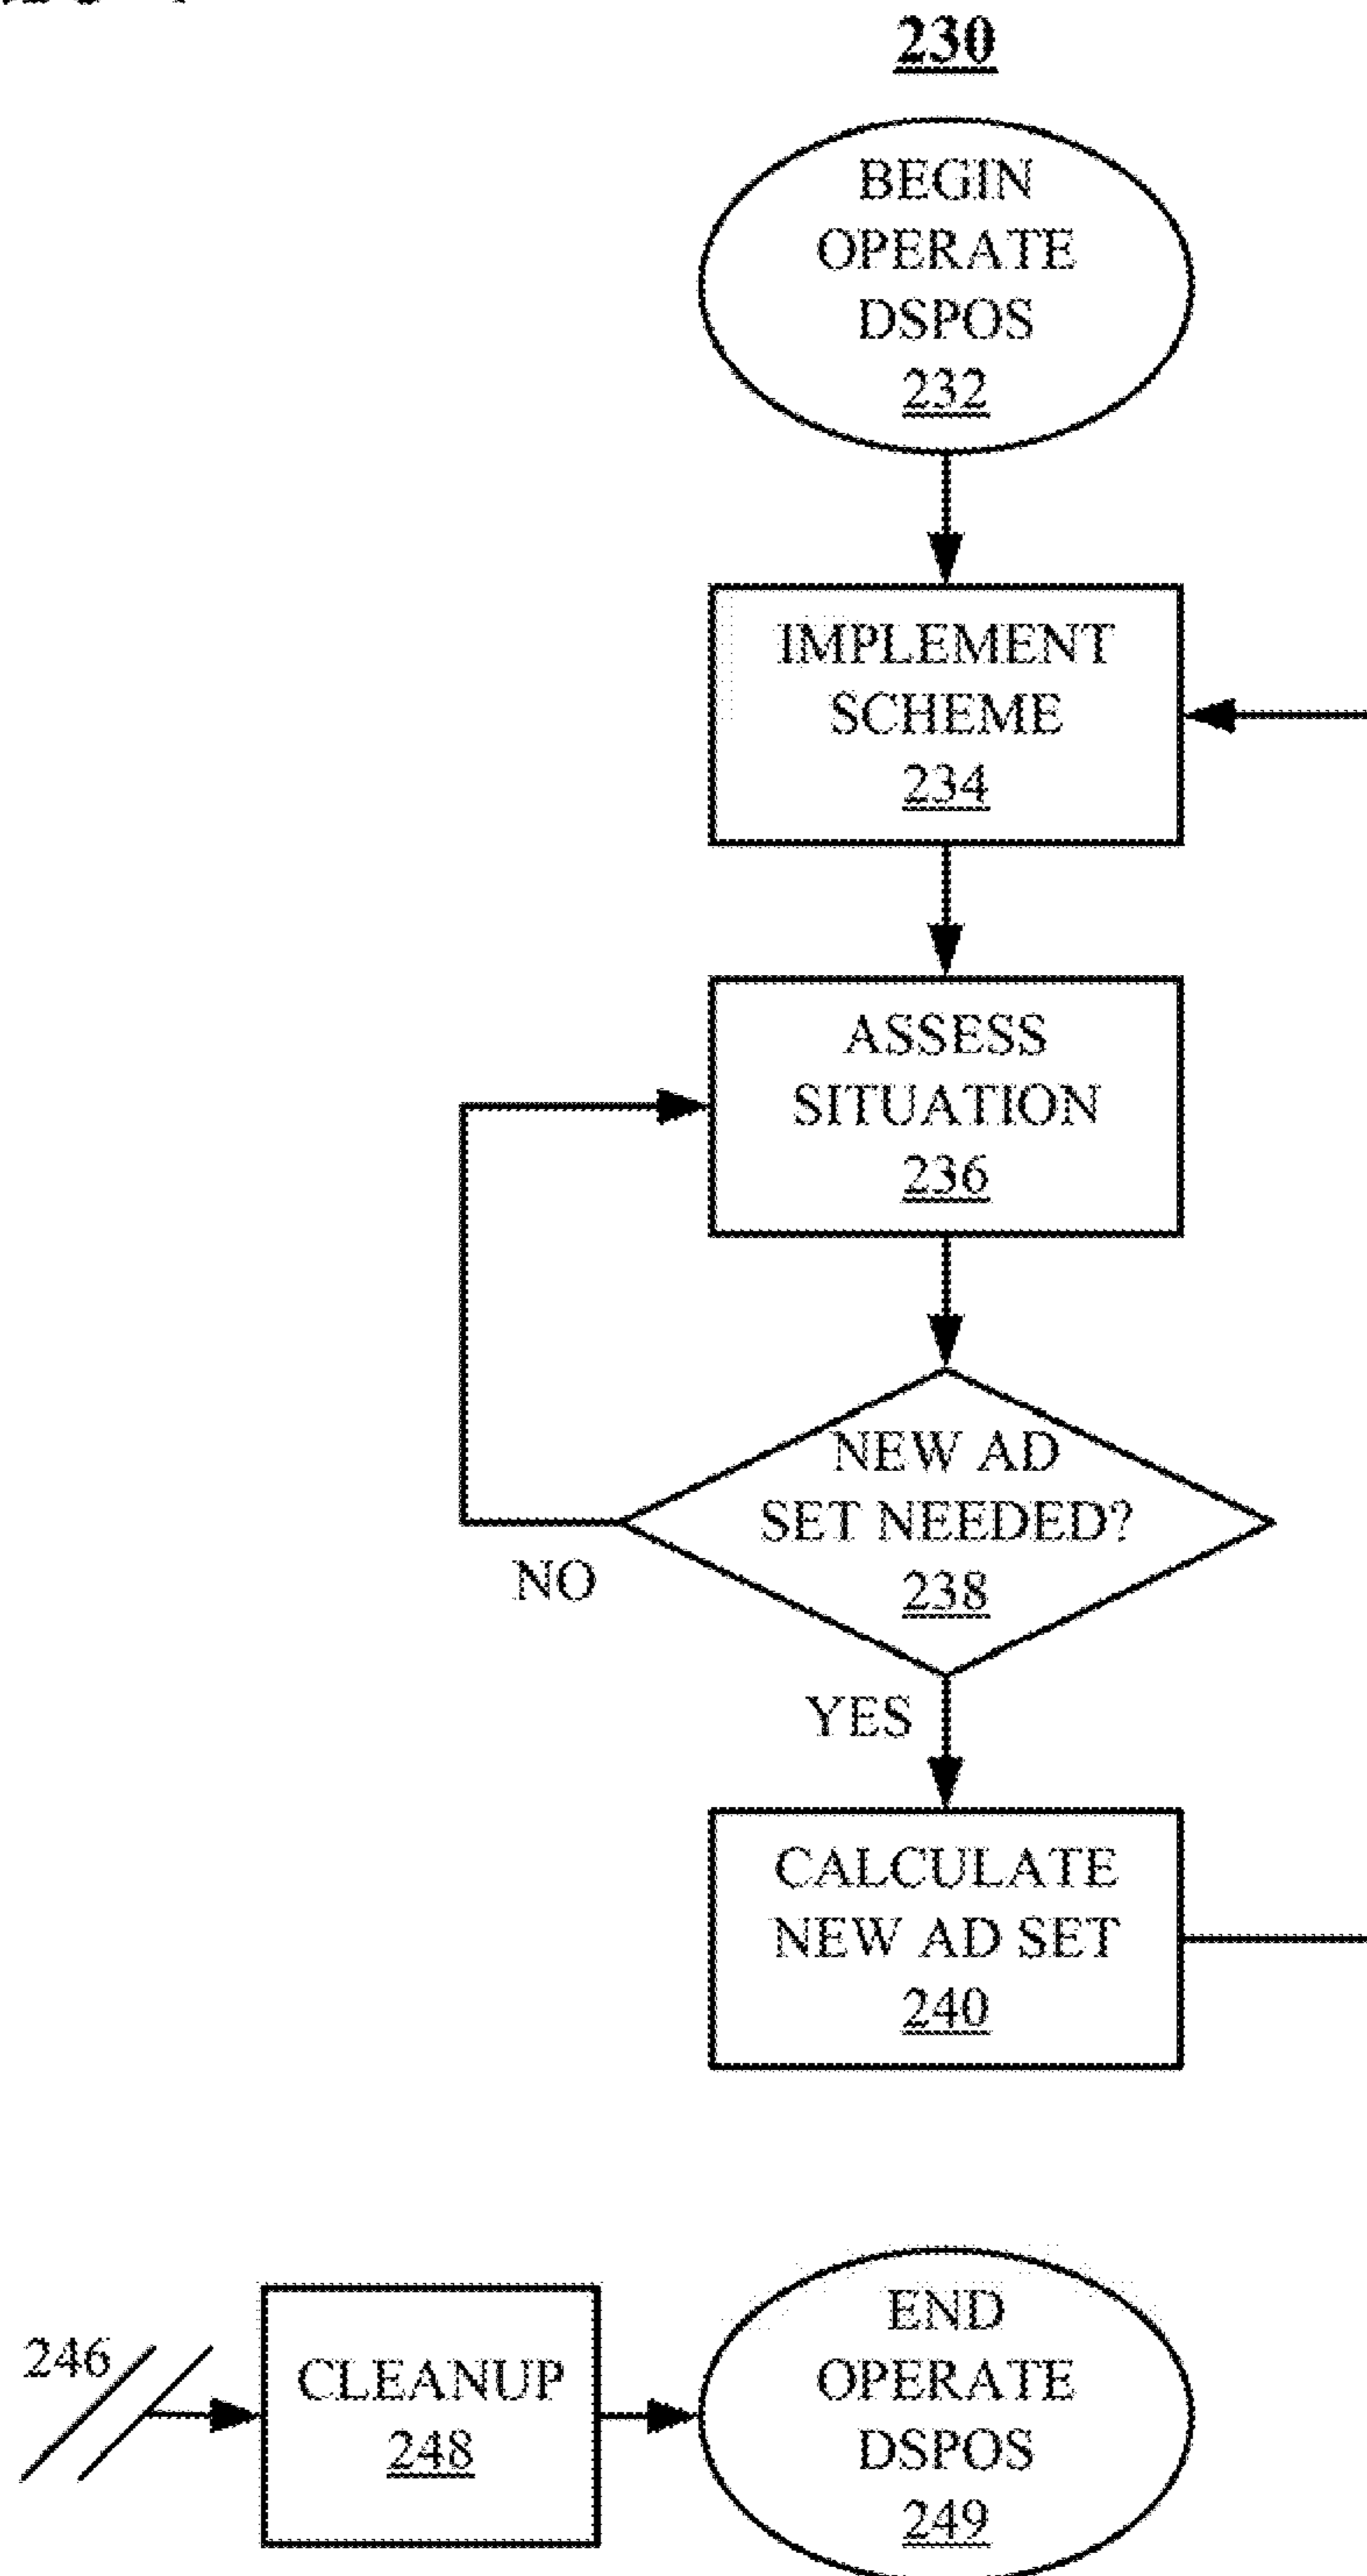 230
BEGIN
OPERATE
DSPOS
232
IMPLEMENT
SCHEME
234
ASSESS
SITUATION
236
NEW AD
SET NEEDED?
238
NO
YES
CALCULATE
NEW AD SET
240
246
CLEANUP
248
END
OPERATE
DSPOS
249